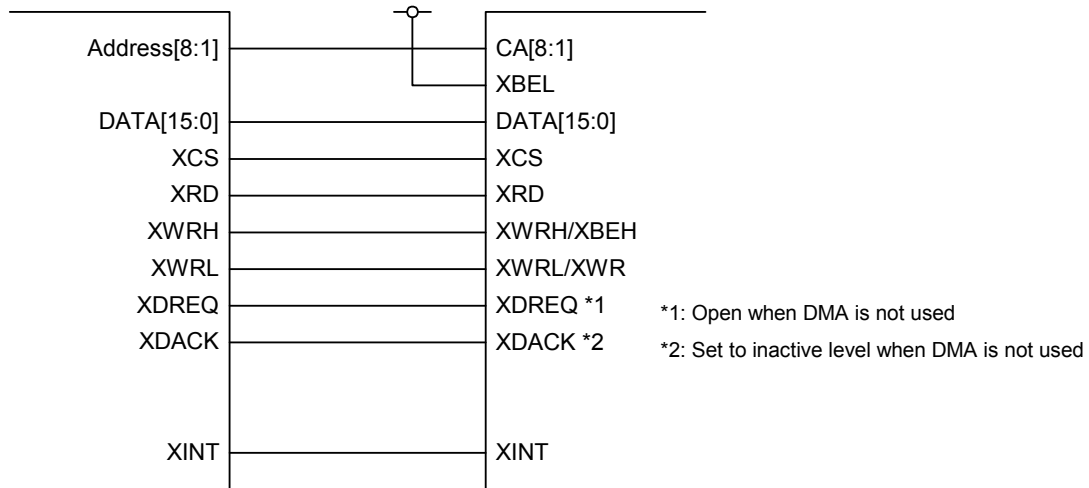 Address[8:1] CA[8:1]
XBEL
DATA[15:0] DATA[15:0]
XCS XCS
XRD XRD
XWRH XWRH/XBEH
XWRL XWRL/XWR
XDREQ XDREQ *1 *1: Open when DMA is not used
XDACK XDACK *2 *2: Set to inactive level when DMA is not used
XINT XINT